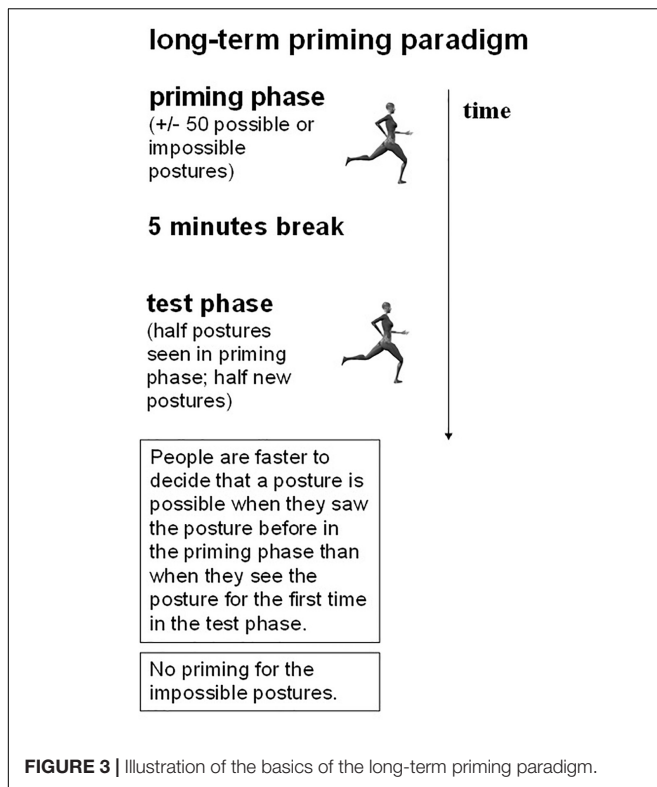 long-term priming paradigm
priming phase
(+/- 50 possible or
impossible
postures)
time
5 minutes break
test phase
(half postures
seen in priming
phase; half new
postures)
People are faster to
decide that a posture is
possible when they saw
the posture before in
the priming phase than
when they see the
posture for the first time
in the test phase.
No priming for the
impossible postures.
FIGURE 3 | Illustration of the basics of the long-term priming paradigm.